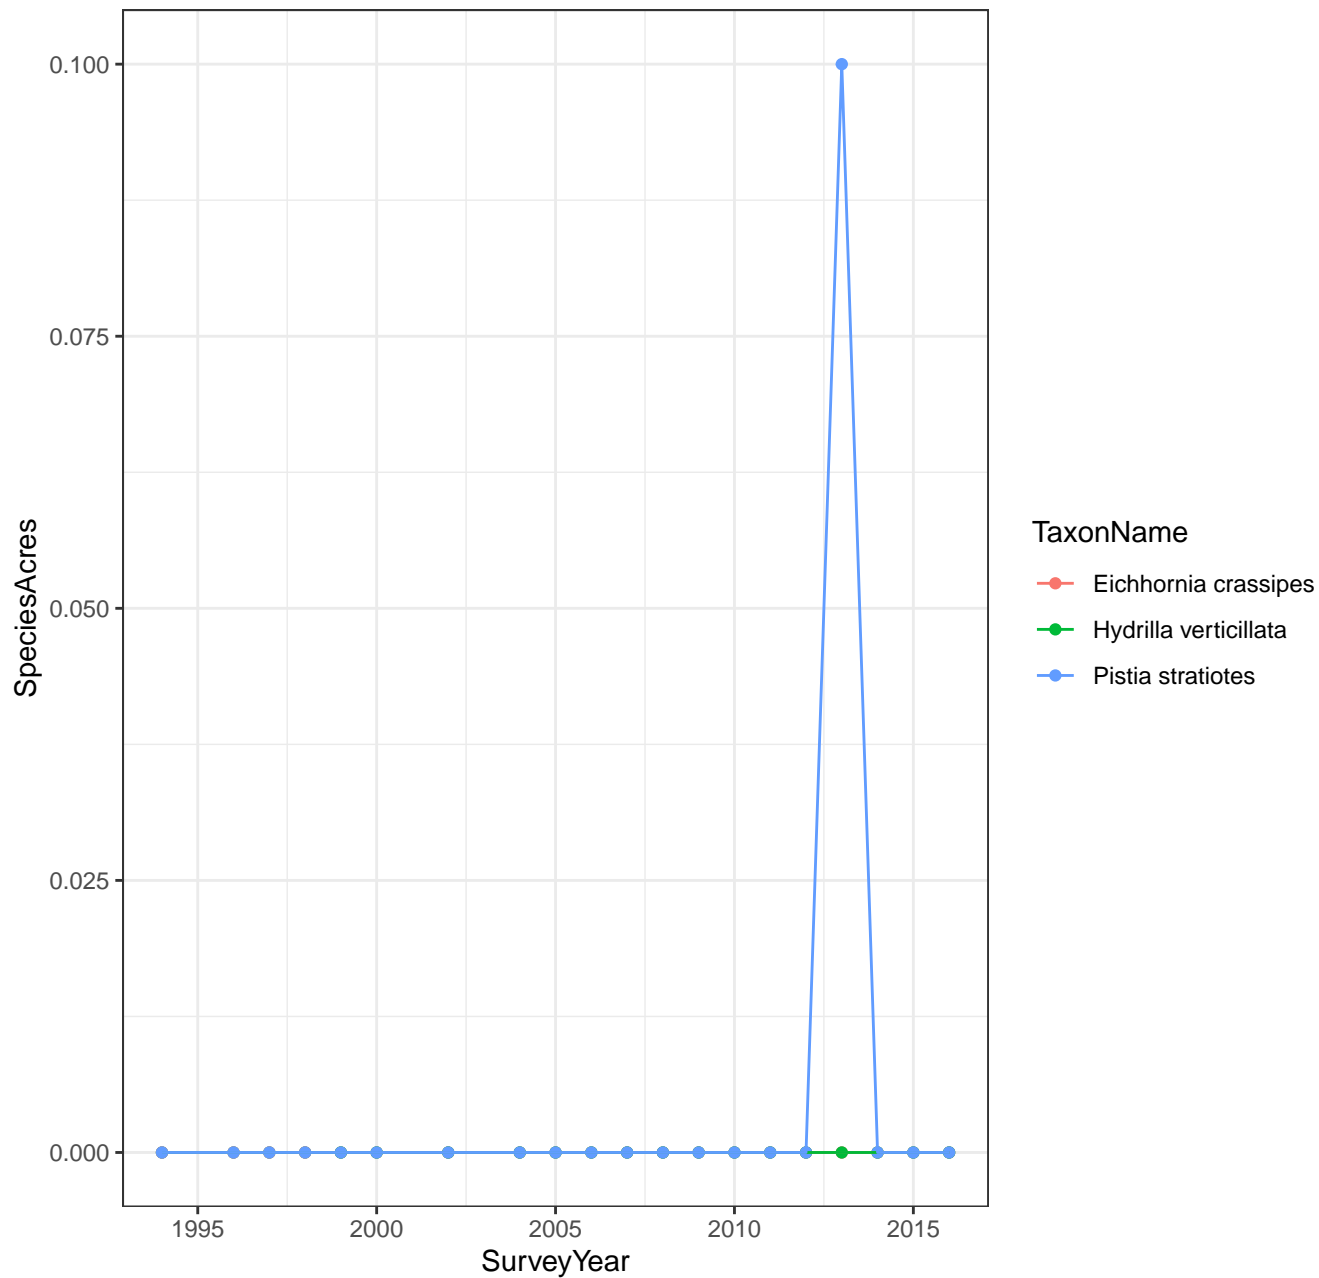 0.100
0.075
0.050
0.025
0.000
SpeciesAcres
1995 2000 2005 2010 2015
SurveyYear
TaxonName
Eichhornia crassipes
Hydrilla verticillata
Pistia stratiotes